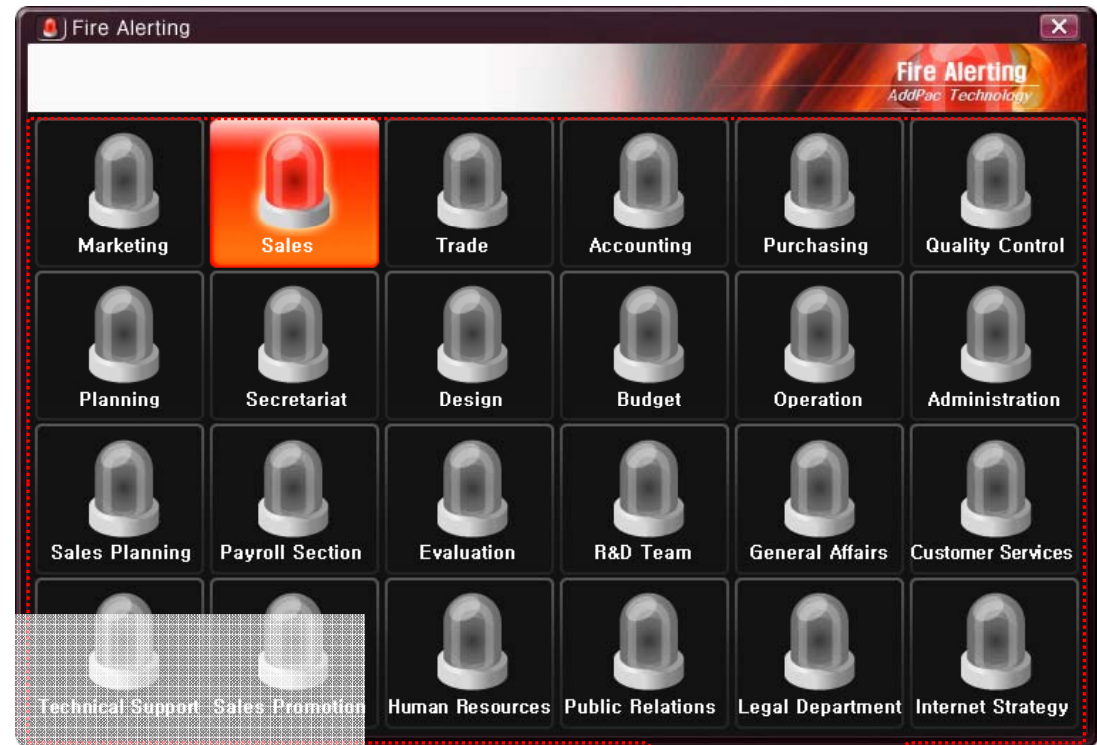 Fire Alerting
Fire Alerting
AddPac Technology
Marketing Sales Trade Accounting Purchasing Quality Control
Planning Secretariat Design Budget Operation Administration
Sales Planning Payroll Section Evaluation R&D Team General Affairs Customer Services
Technical Support Sales Promotion Human Resources Public Relations Legal Department Internet Strategy